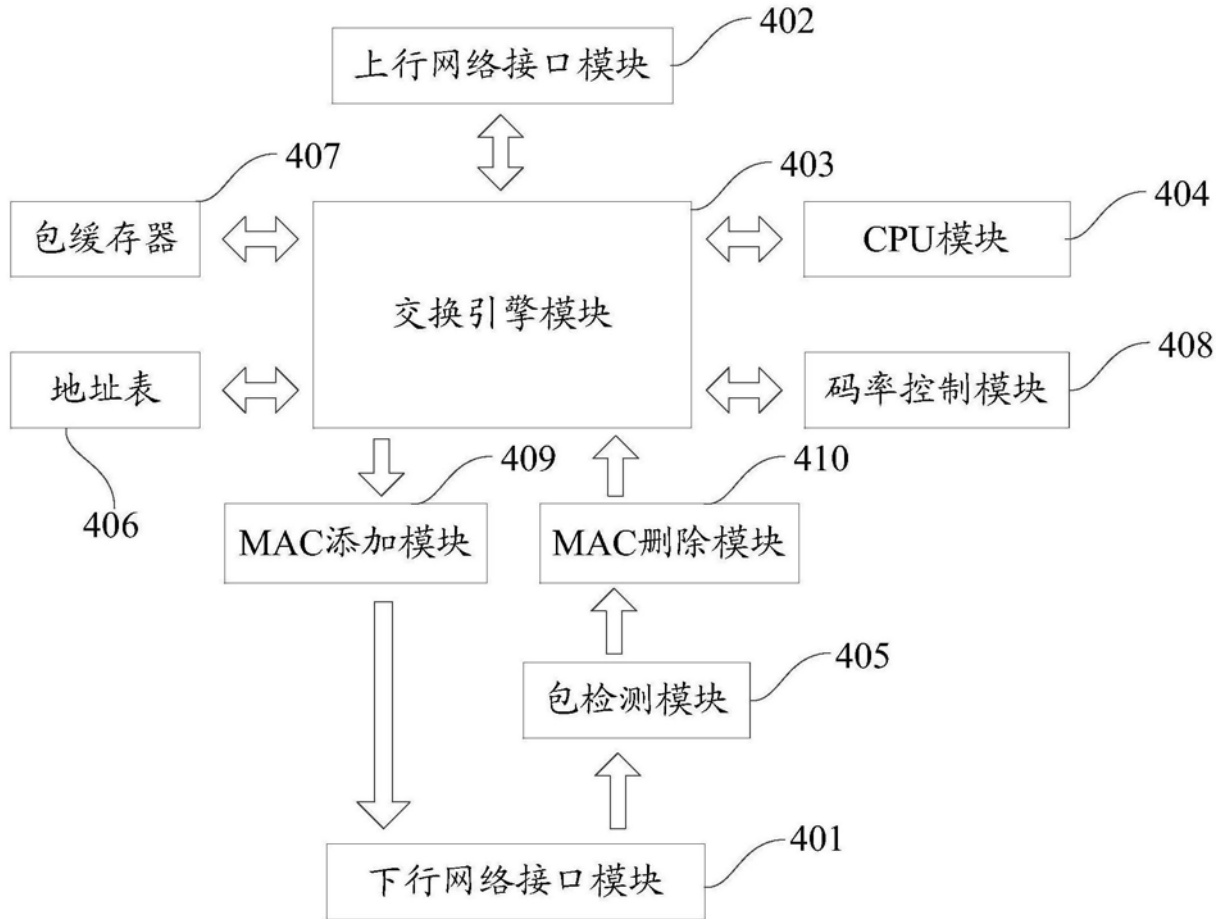 402
上行网络接口模块
407
403
404
包缓存器
CPU模块
交换引擎模块
408
地址表
码率控制模块
409
410
406
MAC添加模块
MAC删除模块
405
包检测模块
401
下行网络接口模块